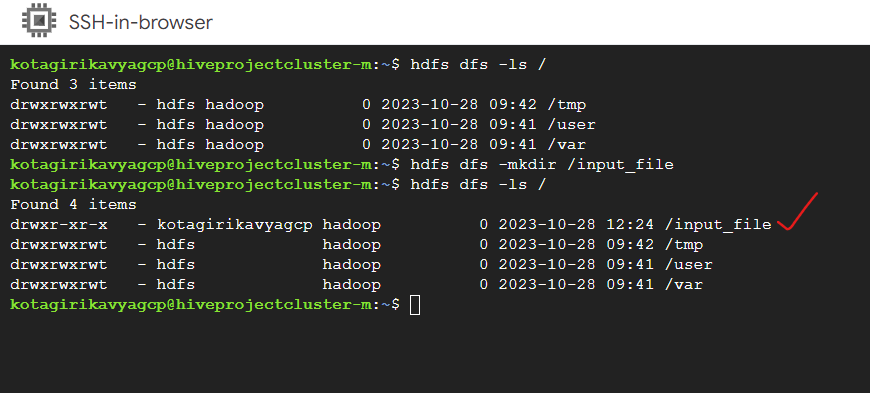 SSH-in-browser
kotagirikavyagcp@hiveprojectcluster-m:~$ hdfs dfs -ls /
Found 3 items
drwxrwxrwt   - hdfs hadoop          0 2023-10-28 09:42 /tmp
drwxrwxrwt   - hdfs hadoop          0 2023-10-28 09:41 /user
drwxrwxrwt   - hdfs hadoop          0 2023-10-28 09:41 /var
kotagirikavyagcp@hiveprojectcluster-m:~$ hdfs dfs -mkdir /input_file
kotagirikavyagcp@hiveprojectcluster-m:~$ hdfs dfs -ls /
Found 4 items
drwxr-xr-x   - kotagirikavyagcp hadoop          0 2023-10-28 12:24 /input_file
drwxrwxrwt   - hdfs             hadoop          0 2023-10-28 09:42 /tmp
drwxrwxrwt   - hdfs             hadoop          0 2023-10-28 09:41 /user
drwxrwxrwt   - hdfs             hadoop          0 2023-10-28 09:41 /var
kotagirikavyagcp@hiveprojectcluster-m:~$